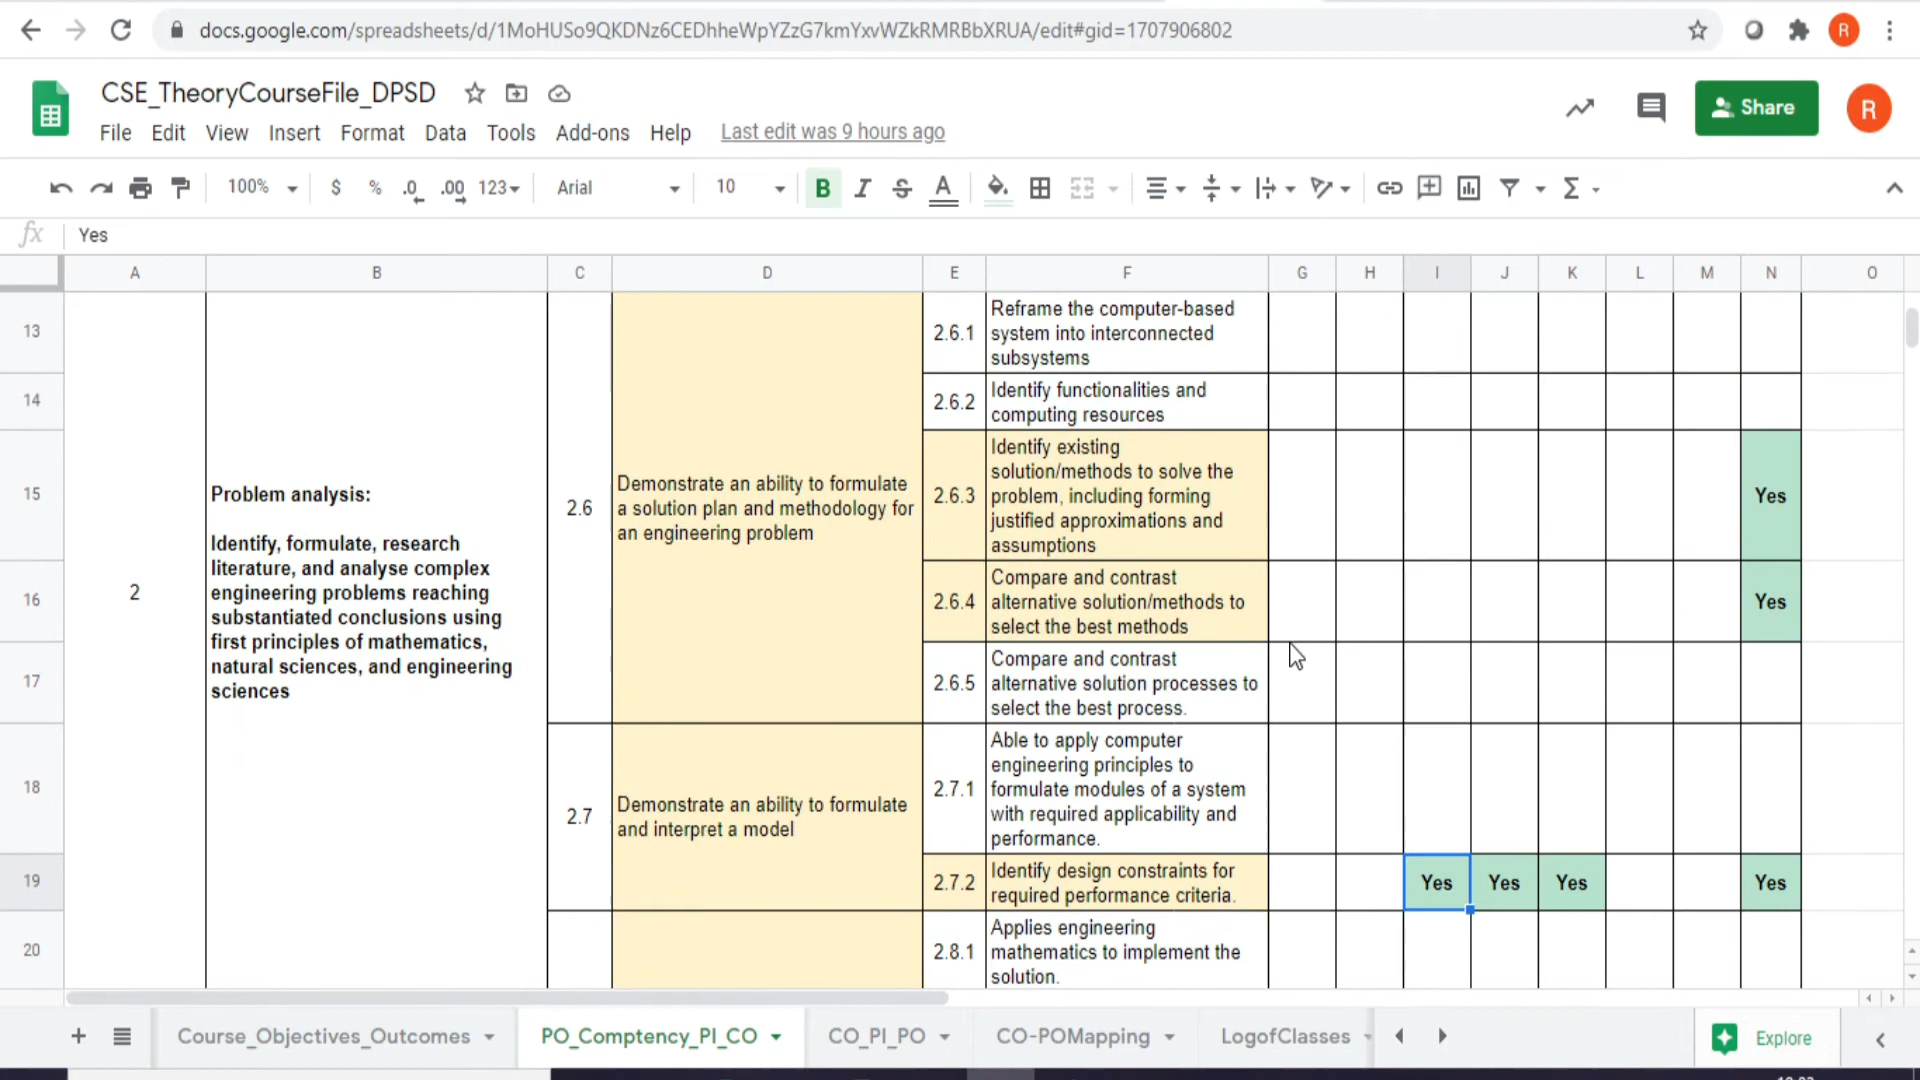 docs.google.com/spreadsheets/d/1MoHUSo9QKDNz6CEDhheWpYZzG7kmYxvWZkRMRBbXRUA/edit#gid=1707906802
R
CSE_TheoryCourseFile_DPSD
File Edit View Insert Format Data Tools Add-ons Help Last edit was 9 hours ago
Share
R
100% $ % .0 .00 123 Arial 10 B I S A Σ
fx Yes
A B C D E F G H I J K L M N O
13
2.6.1
Reframe the computer-based
system into interconnected
subsystems
14
2.6.2
Identify functionalities and
computing resources
15
2.6.3
Identify existing
solution/methods to solve the
problem, including forming
justified approximations and
assumptions
Yes
2
Problem analysis:
Identify, formulate, research
literature, and analyse complex
engineering problems reaching
substantiated conclusions using
first principles of mathematics,
natural sciences, and engineering
sciences
2.6
Demonstrate an ability to formulate
a solution plan and methodology for
an engineering problem
16
2.6.4
Compare and contrast
alternative solution/methods to
select the best methods
Yes
17
2.6.5
Compare and contrast
alternative solution processes to
select the best process.
18
2.7
Demonstrate an ability to formulate
and interpret a model
2.7.1
Able to apply computer
engineering principles to
formulate modules of a system
with required applicability and
performance.
19
2.7.2
Identify design constraints for
required performance criteria.
Yes Yes Yes Yes
20
2.8.1
Applies engineering
mathematics to implement the
solution.
Course_Objectives_Outcomes PO_Comptency_PI_CO CO_PI_PO CO-POMapping LogofClasses Explore